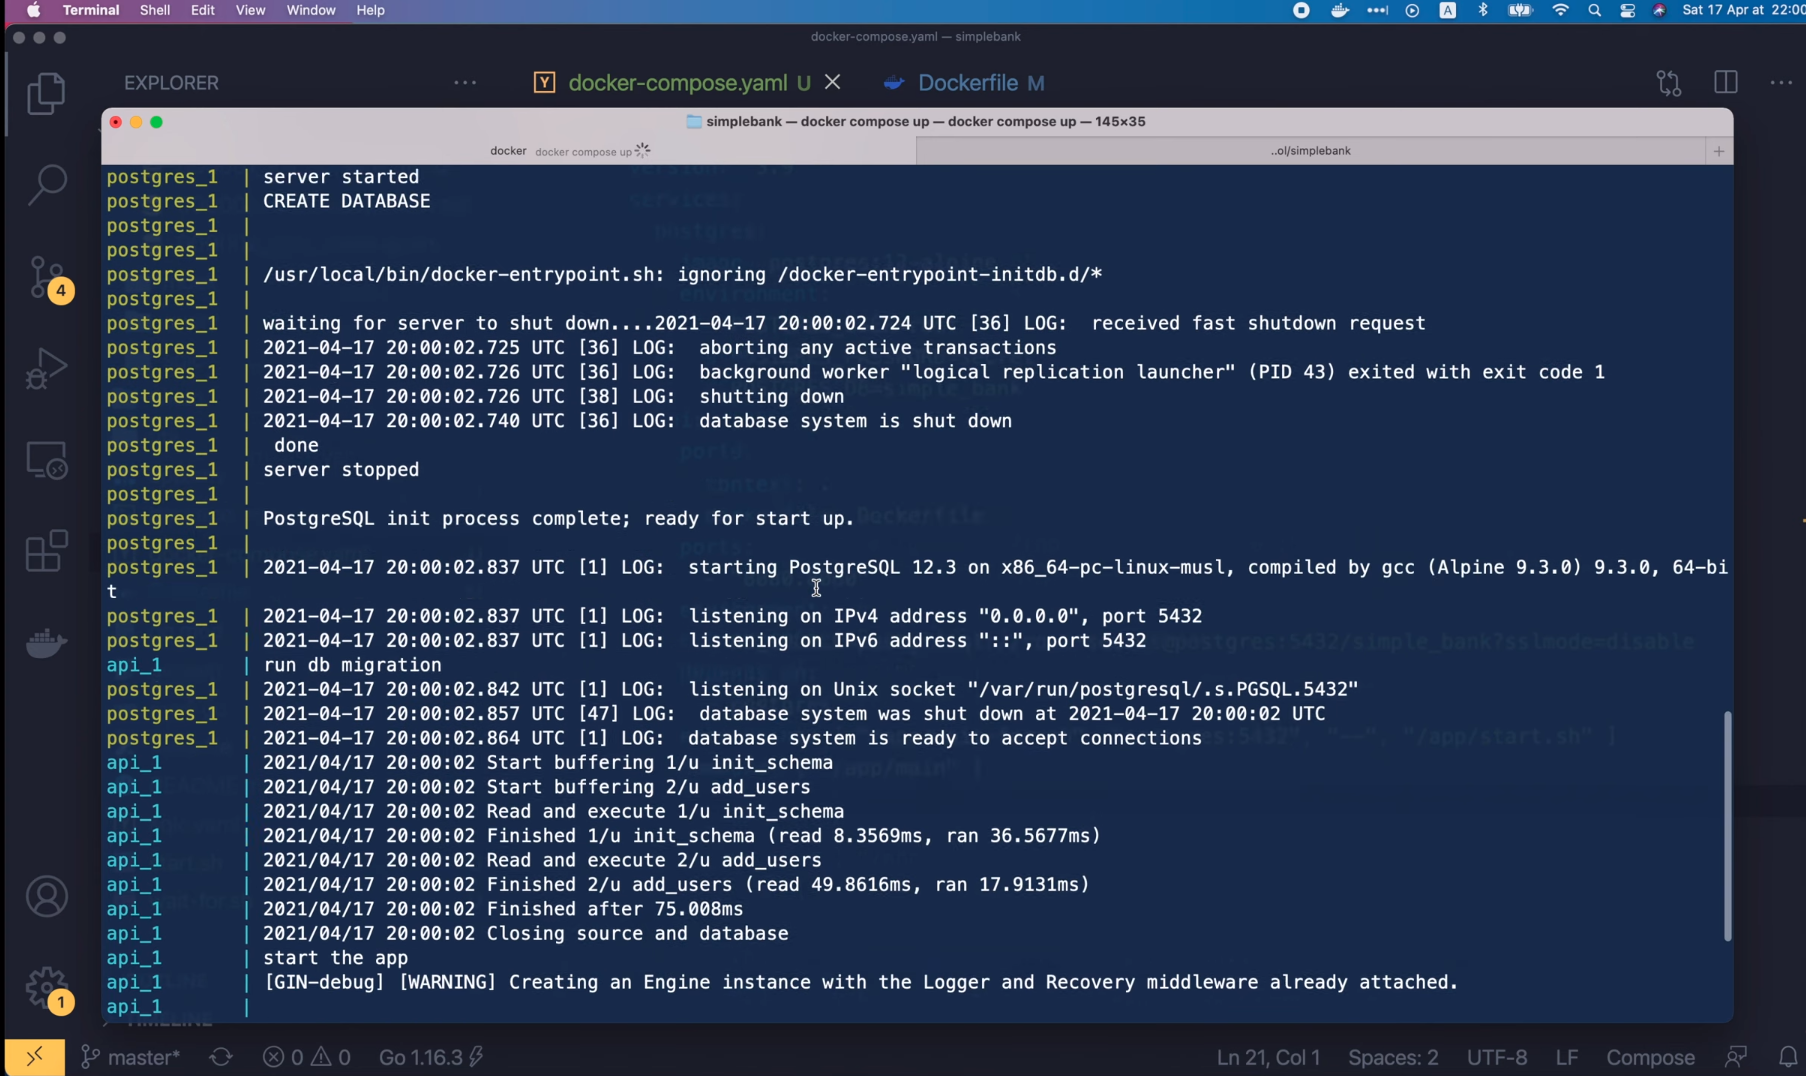 Terminal Shell Edit View Window Help
A Sat 17 Apr at 22:00
docker-compose.yaml — simplebank
EXPLORER
docker-compose.yaml U
Dockerfile M
simplebank — docker compose up — docker compose up — 145×35
docker docker compose up
..ol/simplebank
postgres_1 | server started
postgres_1 | CREATE DATABASE
postgres_1 |
postgres_1 |
postgres_1 | /usr/local/bin/docker-entrypoint.sh: ignoring /docker-entrypoint-initdb.d/*
postgres_1 |
postgres_1 | waiting for server to shut down....2021-04-17 20:00:02.724 UTC [36] LOG:  received fast shutdown request
postgres_1 | 2021-04-17 20:00:02.725 UTC [36] LOG:  aborting any active transactions
postgres_1 | 2021-04-17 20:00:02.726 UTC [36] LOG:  background worker "logical replication launcher" (PID 43) exited with exit code 1
postgres_1 | 2021-04-17 20:00:02.726 UTC [38] LOG:  shutting down
postgres_1 | 2021-04-17 20:00:02.740 UTC [36] LOG:  database system is shut down
postgres_1 |  done
postgres_1 | server stopped
postgres_1 |
postgres_1 | PostgreSQL init process complete; ready for start up.
postgres_1 |
postgres_1 | 2021-04-17 20:00:02.837 UTC [1] LOG:  starting PostgreSQL 12.3 on x86_64-pc-linux-musl, compiled by gcc (Alpine 9.3.0) 9.3.0, 64-bi
t
postgres_1 | 2021-04-17 20:00:02.837 UTC [1] LOG:  listening on IPv4 address "0.0.0.0", port 5432
postgres_1 | 2021-04-17 20:00:02.837 UTC [1] LOG:  listening on IPv6 address "::", port 5432
api_1 | run db migration
postgres_1 | 2021-04-17 20:00:02.842 UTC [1] LOG:  listening on Unix socket "/var/run/postgresql/.s.PGSQL.5432"
postgres_1 | 2021-04-17 20:00:02.857 UTC [47] LOG:  database system was shut down at 2021-04-17 20:00:02 UTC
postgres_1 | 2021-04-17 20:00:02.864 UTC [1] LOG:  database system is ready to accept connections
api_1 | 2021/04/17 20:00:02 Start buffering 1/u init_schema
api_1 | 2021/04/17 20:00:02 Start buffering 2/u add_users
api_1 | 2021/04/17 20:00:02 Read and execute 1/u init_schema
api_1 | 2021/04/17 20:00:02 Finished 1/u init_schema (read 8.3569ms, ran 36.5677ms)
api_1 | 2021/04/17 20:00:02 Read and execute 2/u add_users
api_1 | 2021/04/17 20:00:02 Finished 2/u add_users (read 49.8616ms, ran 17.9131ms)
api_1 | 2021/04/17 20:00:02 Finished after 75.008ms
api_1 | 2021/04/17 20:00:02 Closing source and database
api_1 | start the app
api_1 | [GIN-debug] [WARNING] Creating an Engine instance with the Logger and Recovery middleware already attached.
api_1 |
4
1
master* 0 0 Go 1.16.3 Ln 21, Col 1 Spaces: 2 UTF-8 LF Compose